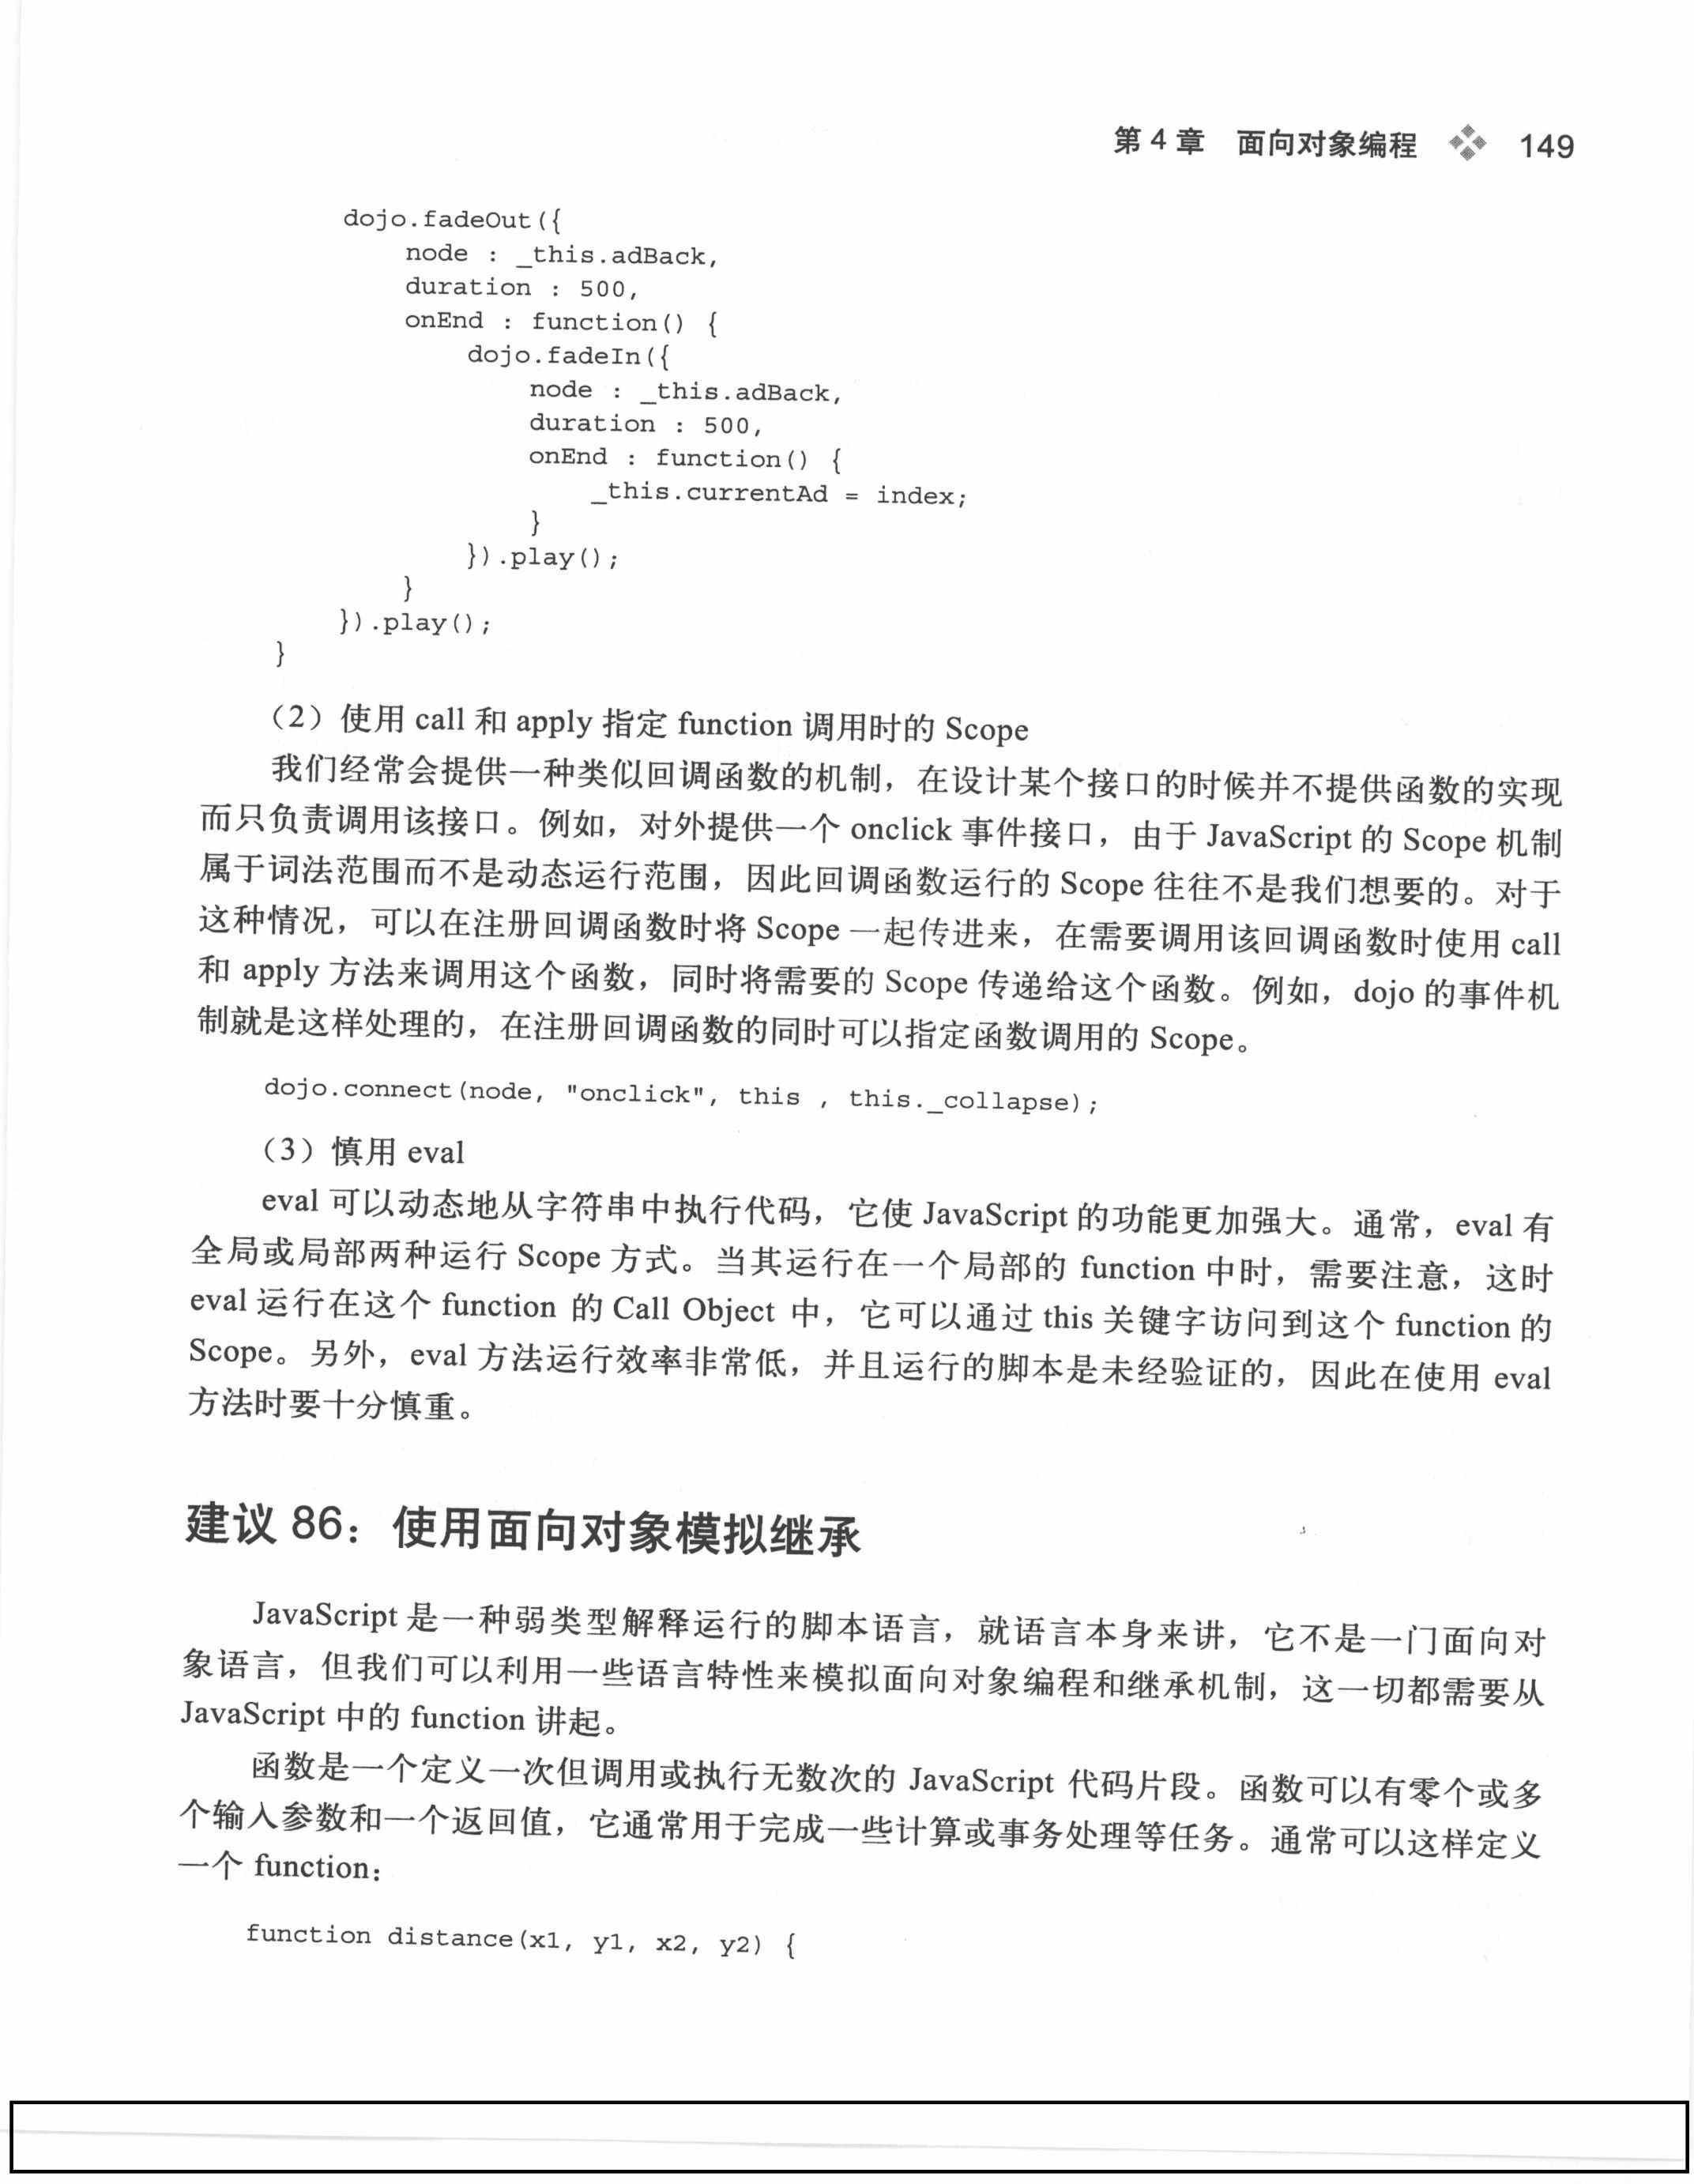 第 4 章 面向对象编程 149
dojo.fadeOut({
node : _this.adBack,
duration : 500,
onEnd : function() {
dojo.fadeIn({
node : _this.adBack,
duration : 500,
onEnd : function() {
_this.currentAd = index;
}
}).play();
}
}).play();
}
（2）使用 call 和 apply 指定 function 调用时的 Scope
我们经常会提供一种类似回调函数的机制，在设计某个接口的时候并不提供函数的实现
而只负责调用该接口。例如，对外提供一个 onclick 事件接口，由于 JavaScript 的 Scope 机制
属于词法范围而不是动态运行范围，因此回调函数运行的 Scope 往往不是我们想要的。对于
这种情况，可以在注册回调函数时将 Scope 一起传进来，在需要调用该回调函数时使用 call
和 apply 方法来调用这个函数，同时将需要的 Scope 传递给这个函数。例如，dojo 的事件机
制就是这样处理的，在注册回调函数的同时可以指定函数调用的 Scope。
dojo.connect(node, "onclick", this , this._collapse);
（3）慎用 eval
eval 可以动态地从字符串中执行代码，它使 JavaScript 的功能更加强大。通常，eval 有
全局或局部两种运行 Scope 方式。当其运行在一个局部的 function 中时，需要注意，这时
eval 运行在这个 function 的 Call Object 中，它可以通过 this 关键字访问到这个 function 的
Scope。另外，eval 方法运行效率非常低，并且运行的脚本是未经验证的，因此在使用 eval
方法时要十分慎重。
建议 86：使用面向对象模拟继承
JavaScript 是一种弱类型解释运行的脚本语言，就语言本身来讲，它不是一门面向对
象语言，但我们可以利用一些语言特性来模拟面向对象编程和继承机制，这一切都需要从
JavaScript 中的 function 讲起。
函数是一个定义一次但调用或执行无数次的 JavaScript 代码片段。函数可以有零个或多
个输入参数和一个返回值，它通常用于完成一些计算或事务处理等任务。通常可以这样定义
一个 function：
function distance(x1, y1, x2, y2) {